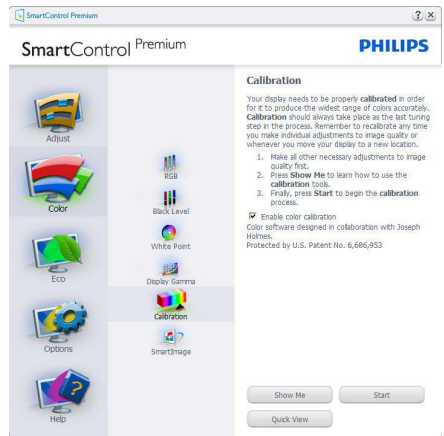 SmartControl Premium
? x
SmartControl Premium
PHILIPS
Adjust
Color
Eco
Options
Help
RGB
Black Level
White Point
Display Gamma
Calibration
SmartImage
Calibration
Your display needs to be properly calibrated in order
for it to produce the widest range of colors accurately.
Calibration should always take place as the last tuning
step in the process. Remember to recalibrate any time
you make individual adjustments to image quality or
whenever you move your display to a new location.
1. Make all other necessary adjustments to image
quality first.
2. Press Show Me to learn how to use the
calibration tools.
3. Finally, press Start to begin the calibration
process.
Enable color calibration
Color software designed in collaboration with Joseph
Holmes.
Protected by U.S. Patent No. 6,686,953
Show Me
Start
Quick View